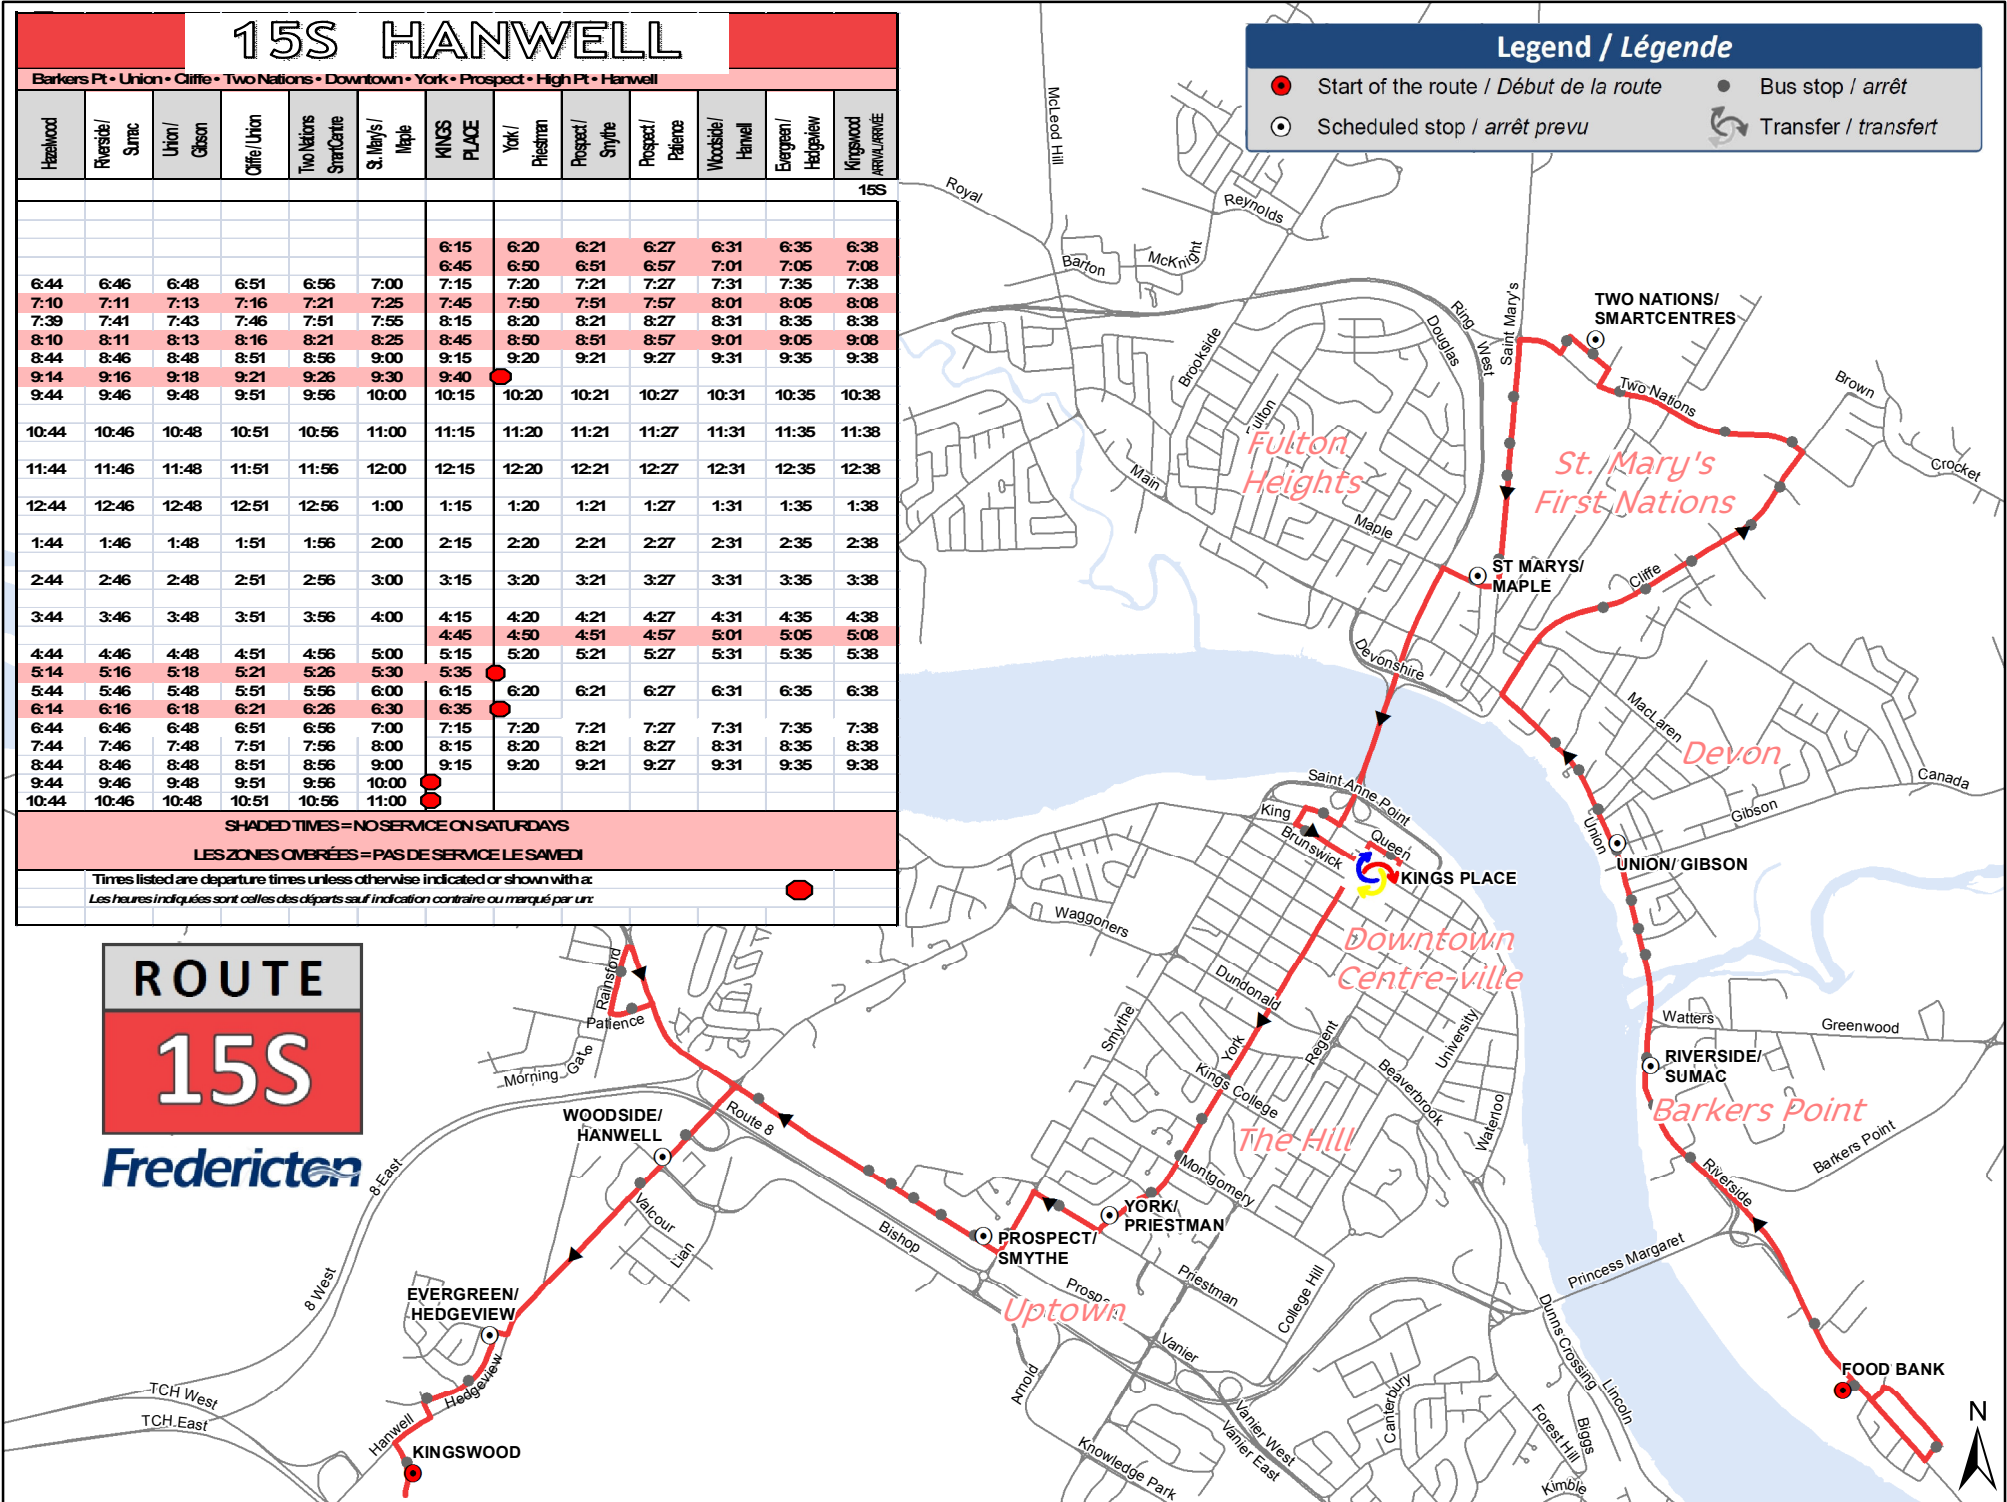 15S HANWELL
Barkers Pt • Union • Cliffe • Two Nations • Downtown • York • Prospect • High Pt • Hanwell
Hazelwood
Riverside / Sumac
Union / Gibson
Cliffe / Union
Two Nations SmartCentre
St. Mary's / Maple
KINGS PLACE
York / Priestman
Prospect / Smythe
Prospect / Patience
Woodside / Hanwell
Evergreen / Hedgeview
Kingswood ARRIVAL/ARRIVÉE
15S
6:15 6:20 6:21 6:27 6:31 6:35 6:38
6:45 6:50 6:51 6:57 7:01 7:05 7:08
6:44 6:46 6:48 6:51 6:56 7:00 7:15 7:20 7:21 7:27 7:31 7:35 7:38
7:10 7:11 7:13 7:16 7:21 7:25 7:45 7:50 7:51 7:57 8:01 8:05 8:08
7:39 7:41 7:43 7:46 7:51 7:55 8:15 8:20 8:21 8:27 8:31 8:35 8:38
8:10 8:11 8:13 8:16 8:21 8:25 8:45 8:50 8:51 8:57 9:01 9:05 9:08
8:44 8:46 8:48 8:51 8:56 9:00 9:15 9:20 9:21 9:27 9:31 9:35 9:38
9:14 9:16 9:18 9:21 9:26 9:30 9:40
9:44 9:46 9:48 9:51 9:56 10:00 10:15 10:20 10:21 10:27 10:31 10:35 10:38
10:44 10:46 10:48 10:51 10:56 11:00 11:15 11:20 11:21 11:27 11:31 11:35 11:38
11:44 11:46 11:48 11:51 11:56 12:00 12:15 12:20 12:21 12:27 12:31 12:35 12:38
12:44 12:46 12:48 12:51 12:56 1:00 1:15 1:20 1:21 1:27 1:31 1:35 1:38
1:44 1:46 1:48 1:51 1:56 2:00 2:15 2:20 2:21 2:27 2:31 2:35 2:38
2:44 2:46 2:48 2:51 2:56 3:00 3:15 3:20 3:21 3:27 3:31 3:35 3:38
3:44 3:46 3:48 3:51 3:56 4:00 4:15 4:20 4:21 4:27 4:31 4:35 4:38
4:45 4:50 4:51 4:57 5:01 5:05 5:08
4:44 4:46 4:48 4:51 4:56 5:00 5:15 5:20 5:21 5:27 5:31 5:35 5:38
5:14 5:16 5:18 5:21 5:26 5:30 5:35
5:44 5:46 5:48 5:51 5:56 6:00 6:15 6:20 6:21 6:27 6:31 6:35 6:38
6:14 6:16 6:18 6:21 6:26 6:30 6:35
6:44 6:46 6:48 6:51 6:56 7:00 7:15 7:20 7:21 7:27 7:31 7:35 7:38
7:44 7:46 7:48 7:51 7:56 8:00 8:15 8:20 8:21 8:27 8:31 8:35 8:38
8:44 8:46 8:48 8:51 8:56 9:00 9:15 9:20 9:21 9:27 9:31 9:35 9:38
9:44 9:46 9:48 9:51 9:56 10:00
10:44 10:46 10:48 10:51 10:56 11:00
SHADED TIMES = NO SERVICE ON SATURDAYS
LES ZONES OMBRÉES = PAS DE SERVICE LE SAMEDI
Times listed are departure times unless otherwise indicated or shown with a:
Les heures indiquées sont celles des départs sauf indication contraire ou marqué par un:
Legend / Légende
Start of the route / Début de la route
Bus stop / arrêt
Scheduled stop / arrêt prevu
Transfer / transfert
ROUTE
15S
Fredericton
McLeod Hill
Royal
Reynolds
Barton
McKnight
Brookside
Ring
Douglas
West
Saint Mary's
TWO NATIONS/
SMARTCENTRES
Two Nations
Brown
Crocket
Fulton
Fulton
Heights
St. Mary's
First Nations
Main
Maple
ST MARYS/
MAPLE
Cliffe
Devonshire
MacLaren
Devon
Canada
Gibson
Union
UNION/ GIBSON
Saint Anne Point
King
Brunswick
Queen
KINGS PLACE
Waggoners
Downtown
Centre-ville
Dundonald
Smythe
York
Regent
University
Kings College
Beaverbrook
Waterloo
The Hill
Montgomery
Watters
Greenwood
RIVERSIDE/
SUMAC
Barkers Point
Barkers Point
Riverside
Rainsford
Patience
Morning Gate
WOODSIDE/
HANWELL
Route 8
8 East
8 West
Valcour
Lian
Bishop
YORK/
PRIESTMAN
PROSPECT/
SMYTHE
Prospect
Priestman
College Hill
Uptown
Princess Margaret
EVERGREEN/
HEDGEVIEW
Hedgeview
TCH West
TCH East
Hanwell
KINGSWOOD
Arnold
Vanier
Vanier West
Vanier East
Knowledge Park
Canterbury
Dunns Crossing
Lincoln
Forest Hill
Biggs
Kimble
FOOD BANK
N